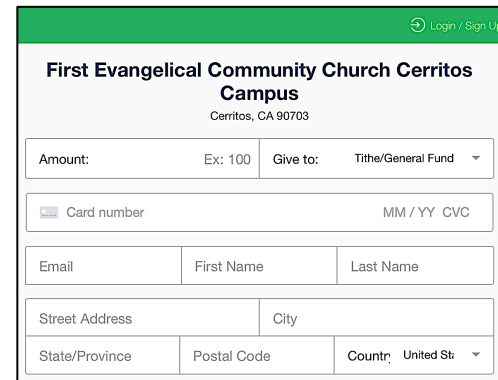 Login / Sign Up
First Evangelical Community Church Cerritos
Campus
Cerritos, CA 90703
Amount: Ex: 100 Give to: Tithe/General Fund
Card number MM / YY CVC
Email First Name Last Name
Street Address City
State/Province Postal Code Country United Sta